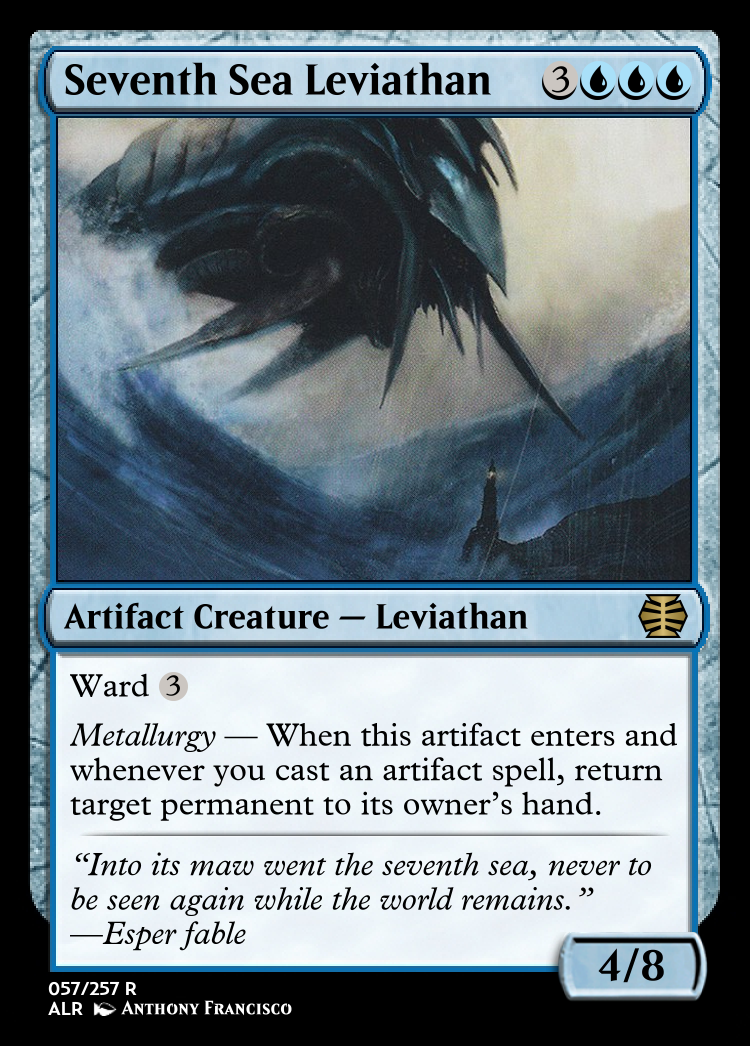 Seventh Sea Leviathan 3
Artifact Creature — Leviathan
Ward 3
Metallurgy — When this artifact enters and
whenever you cast an artifact spell, return
target permanent to its owner's hand.
“Into its maw went the seventh sea, never to
be seen again while the world remains.”
—Esper fable
4/8
057/257 R
ALR Anthony Francisco